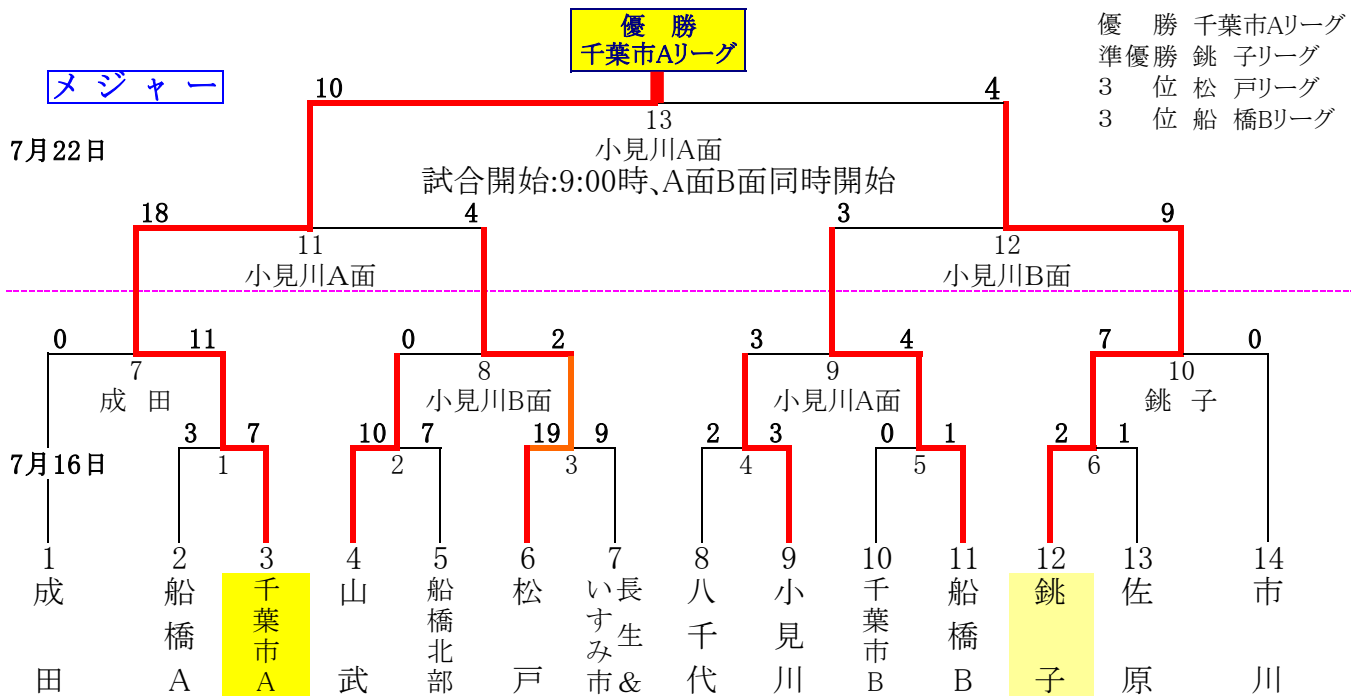 優　勝
千葉市Aリーグ
優　勝 千葉市Aリーグ
準優勝 銚 子リーグ
3　位 松 戸リーグ
3　位 船 橋Bリーグ
メ ジ ャ ー
10
4
13
7月22日
小見川A面
試合開始:9:00時、A面B面同時開始
18
4
3
9
11
12
小見川A面
小見川B面
0
11
0
2
3
4
7
0
7
8
9
10
成 田
小見川B面
小見川A面
銚 子
3
7
10
7
19
9
2
3
0
1
2
1
7月16日
1
2
3
4
5
6
1
2
3
4
5
6
7
8
9
10
11
12
13
14
成田
船橋A
千葉市A
山武
船橋北部
松戸
長生&
いすみ市
八千代
小見川
千葉市B
船橋B
銚子
佐原
市川